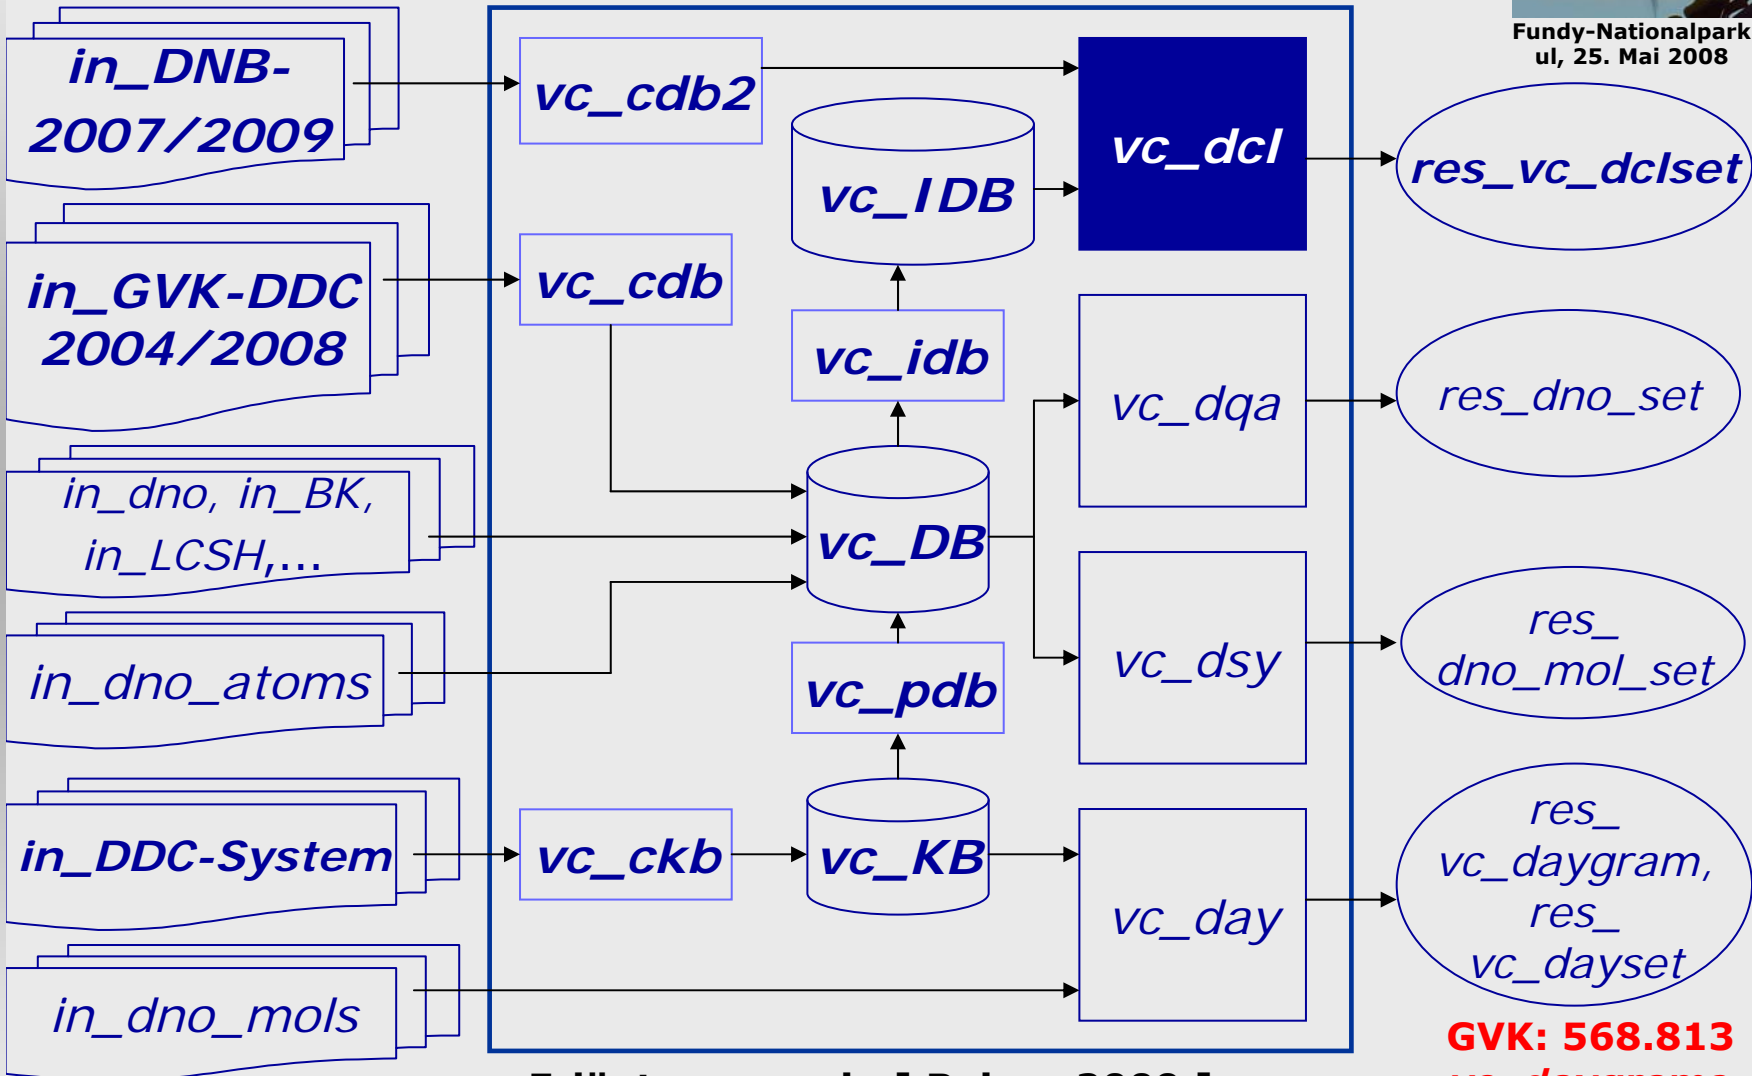 Fundy-Nationalpark
ul, 25. Mai 2008
in_DNB-
2007/2009
vc_cdb2
vc_dcl
res_vc_dclset
vc_IDB
in_GVK-DDC
2004/2008
vc_cdb
vc_idb
vc_dqa
res_dno_set
in_dno, in_BK,
in_LCSH,...
vc_DB
in_dno_atoms
vc_pdb
vc_dsy
res_
dno_mol_set
in_DDC-System
vc_ckb
vc_KB
vc_day
res_
vc_daygram,
res_
vc_dayset
in_dno_mols
GVK: 568.813